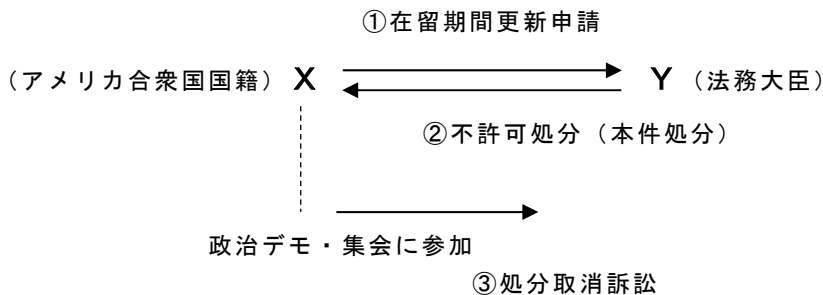 ①在留期間更新申請
（アメリカ合衆国国籍）X　Y（法務大臣）
②不許可処分（本件処分）
政治デモ・集会に参加
③処分取消訴訟